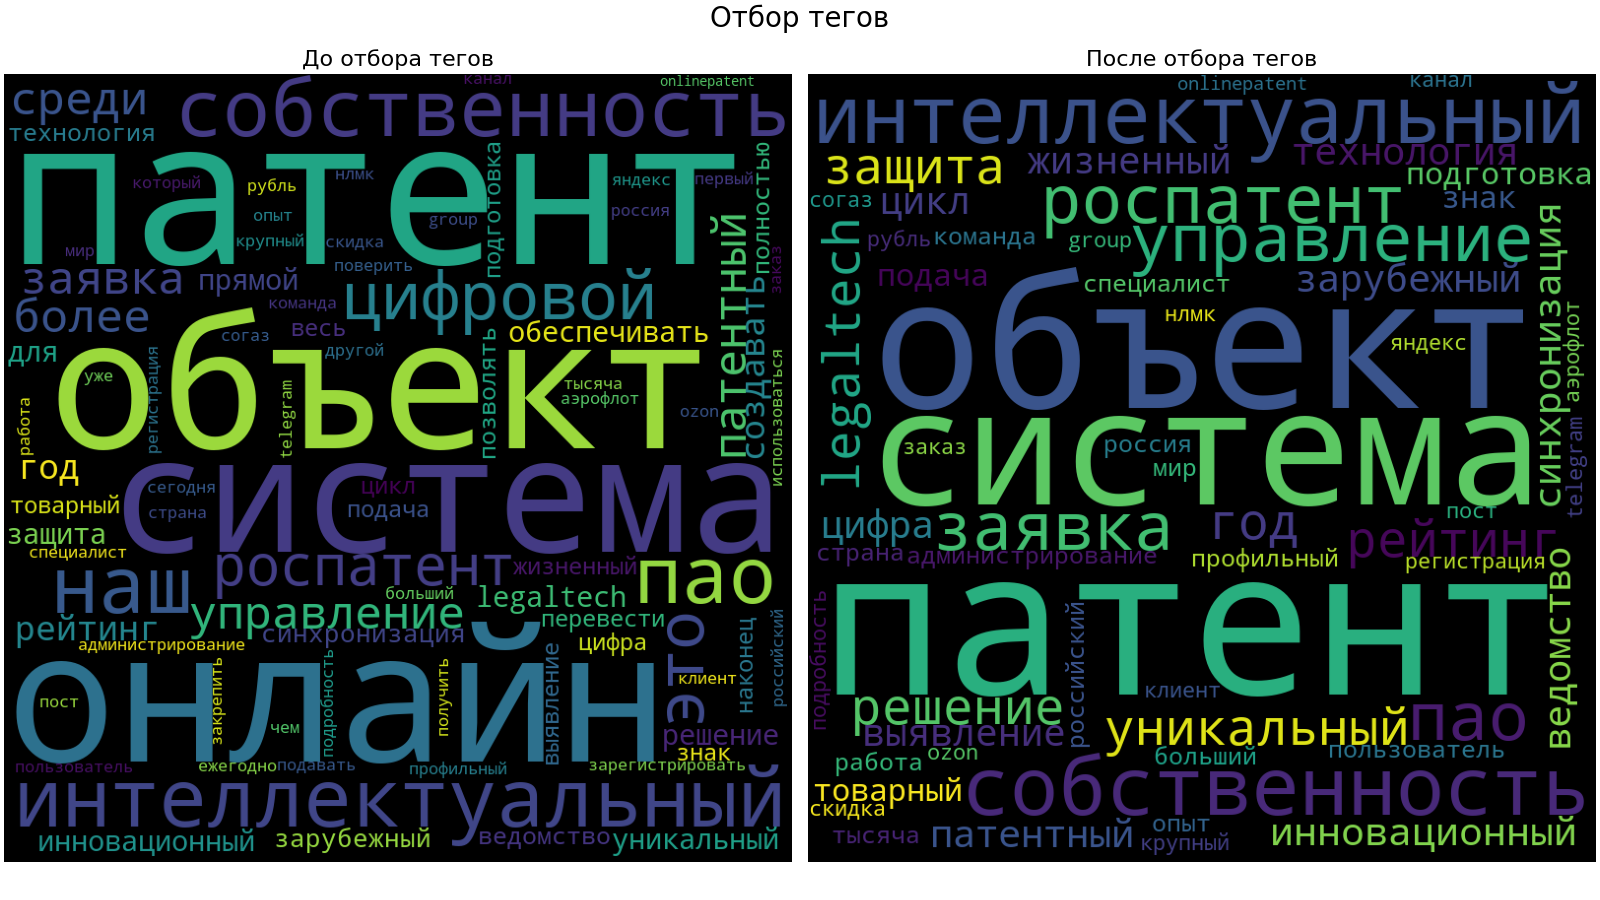 Отбор тегов
До отбора тегов
канал
onlinepatent
среди
собственность
технология
патент
который
рубль
нлмк
подготовка
яндекс
первый
полностью
опыт
group
россия
крупный
скидка
мир
патентный
заявка
прямой
поверить
цифровой
заказ
более
команда
весь
согаз
обеспечивать
создавать
для
другой
объект
позволять
уже
регистрация
тысяча
аэрофлот
ozon
использоваться
работа
telegram
год
система
сегодня
цикл
товарный
страна
подача
защита
специалист
роспатент
жизненный
пао
наш
больший
legaltech
управление
перевести
рейтинг
синхронизация
цифра
это
наконец
российский
администрирование
онлайн
закрепить
подробность
получить
выявление
клиент
пост
чем
решение
знак
пользователь
ежегодно
подавать
профильный
зарегистрировать
интеллектуальный
инновационный
зарубежный
ведомство
уникальный
После отбора тегов
onlinepatent
канал
интеллектуальный
защита
жизненный
технология
подготовка
согаз
цикл
роспатент
знак
legaltech
рубль
команда
group
управление
синхронизация
подача
специалист
зарубежный
объект
нлмк
яндекс
аэрофлот
система
заказ
россия
мир
telegram
цифра
заявка
год
пост
рейтинг
страна
администрирование
профильный
регистрация
ведомство
патент
подробность
российский
клиент
решение
выявление
уникальный
пао
работа
ozon
больший
пользователь
товарный
скидка
собственность
тысяча
патентный
опыт
крупный
инновационный